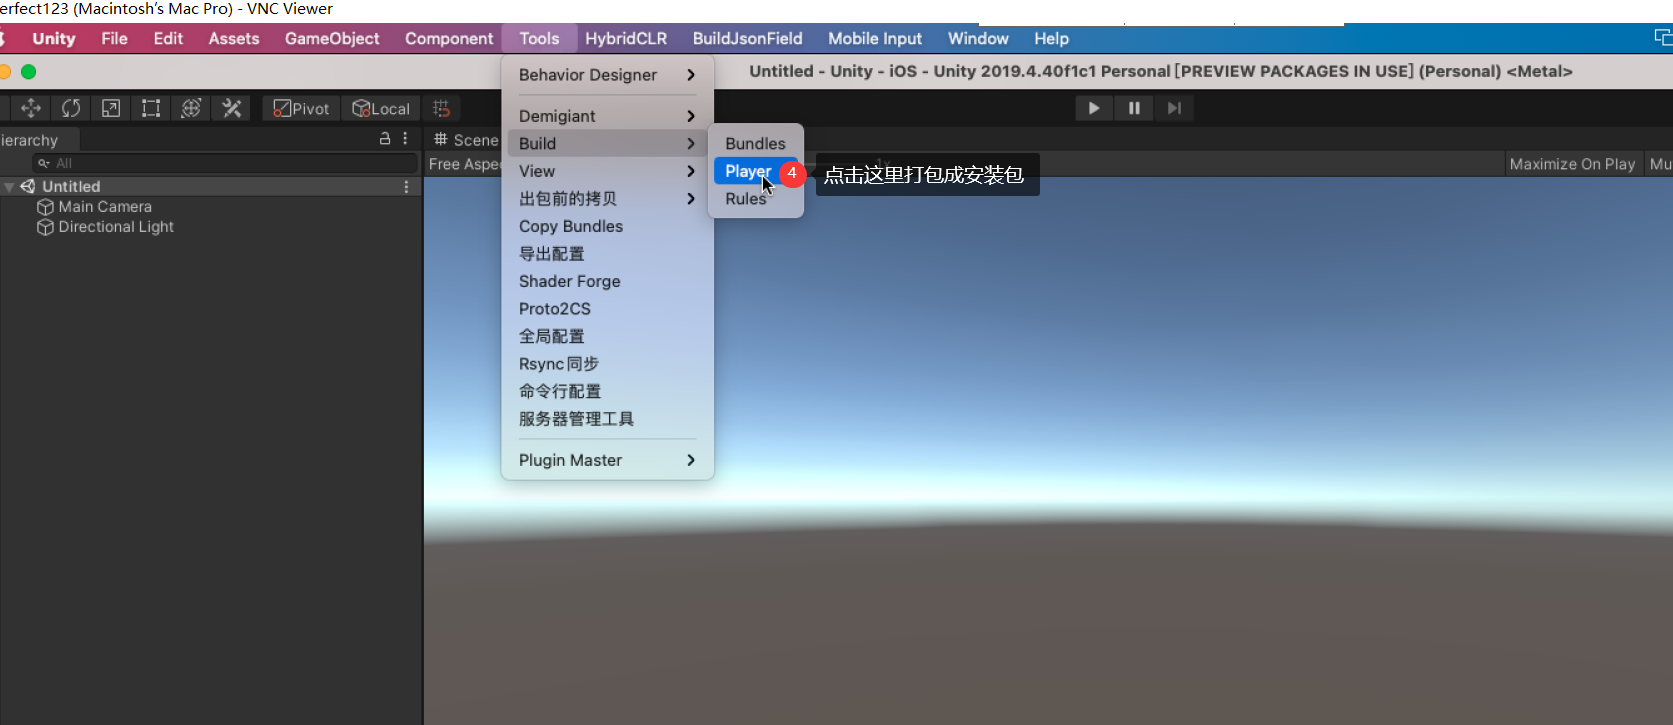 erfect123 (Macintosh's Mac Pro) - VNC Viewer
Unity File Edit Assets GameObject Component Tools HybridCLR BuildJsonField Mobile Input Window Help
Untitled - Unity - iOS - Unity 2019.4.40f1c1 Personal [PREVIEW PACKAGES IN USE] (Personal) <Metal>
Pivot Local
ierarchy
All
Untitled
Main Camera
Directional Light
Scene
Free Aspe
1x
Maximize On Play
Mu
Behavior Designer
Demigiant
Build
View
出包前的拷贝
Copy Bundles
导出配置
Shader Forge
Proto2CS
全局配置
Rsync同步
命令行配置
服务器管理工具
Plugin Master
Bundles
Player
Rules
4
点击这里打包成安装包